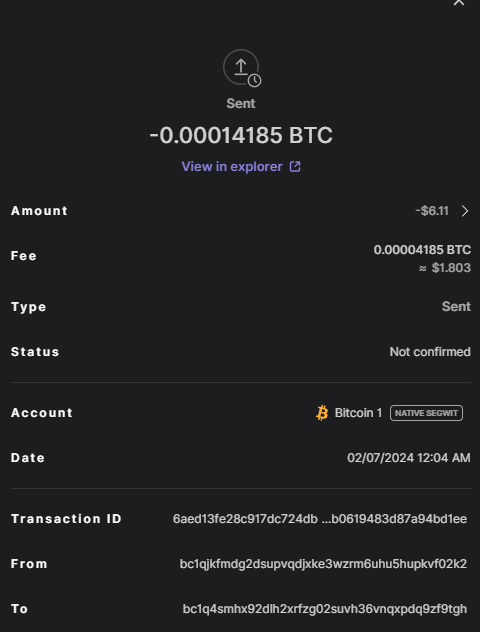 Sent
-0.00014185 BTC
View in explorer
Amount -$6.11
Fee 0.00004185 BTC
≈ $1.803
Type Sent
Status Not confirmed
Account Bitcoin 1 NATIVE SEGWIT
Date 02/07/2024 12:04 AM
Transaction ID 6aed13fe28c917dc724db ...b0619483d87a94bd1ee
From bc1qjkfmdg2dsupvqdjxke3wzrm6uhu5hupkvf02k2
To bc1q4smhx92dlh2xrfzg02suvh36vnqxpdq9zf9tgh